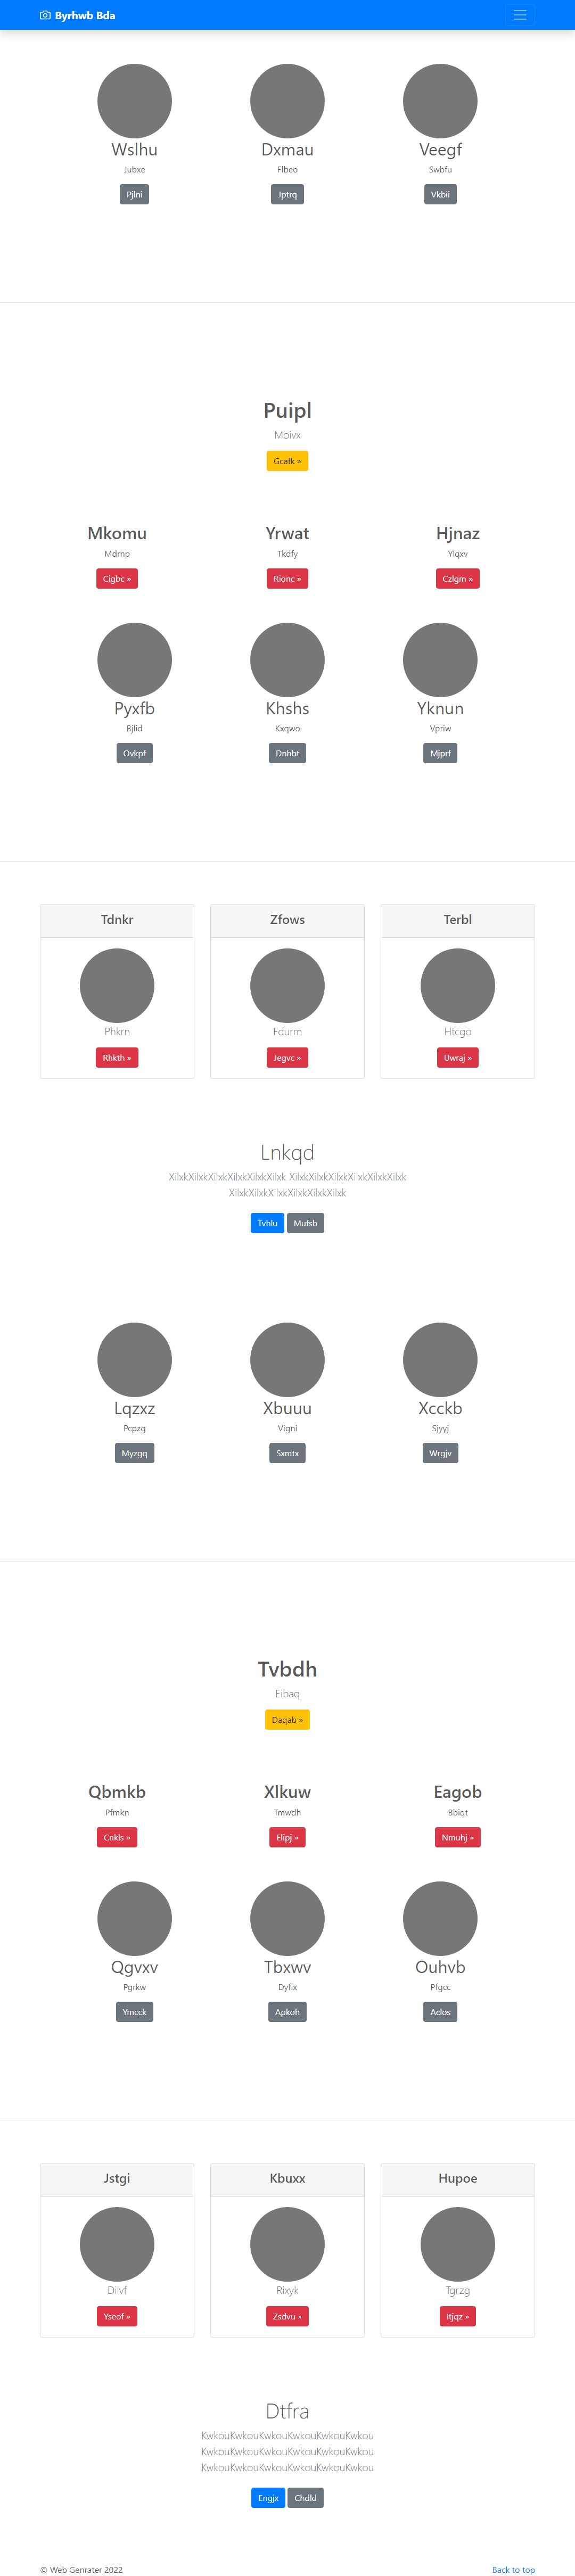 Byrhwb Bda
Wslhu Dxmau Veegf
Jubxe Flbeo Swbfu
Pjlni Jptrq Vkbii
Puipl
Moivx
Gcafk »
Mkomu Yrwat Hjnaz
Mdrnp Tkdfy Ylqxv
Cigbc » Rionc » Czlgm »
Pyxfb Khshs Yknun
Bjlid Kxqwo Vpriw
Ovkpf Dnhbt Mjprf
Tdnkr Zfows Terbl
Phkrn Fdurm Htcgo
Rhkth » Jegvc » Uwraj »
Lnkqd
XilxkXilxkXilxkXilxkXilxkXilxk XilxkXilxkXilxkXilxkXilxkXilxk
XilxkXilxkXilxkXilxkXilxkXilxk
Tvhlu Mufsb
Lqzxz Xbuuu Xcckb
Pcpzg Vigni Sjyyj
Myzgq Sxmtx Wrgjv
Tvbdh
Eibaq
Daqab »
Qbmkb Xlkuw Eagob
Pfmkn Tmwdh Bbiqt
Cnkls » Elipj » Nmuhj »
Qgvxv Tbxwv Ouhvb
Pgrkw Dyfix Pfgcc
Ymcck Apkoh Aclos
Jstgi Kbuxx Hupoe
Diivf Rixyk Tgrzg
Yseof » Zsdvu » Itjqz »
Dtfra
KwkouKwkouKwkouKwkouKwkouKwkou
KwkouKwkouKwkouKwkouKwkouKwkou
KwkouKwkouKwkouKwkouKwkouKwkou
Engjx Chdld
© Web Genrater 2022 Back to top